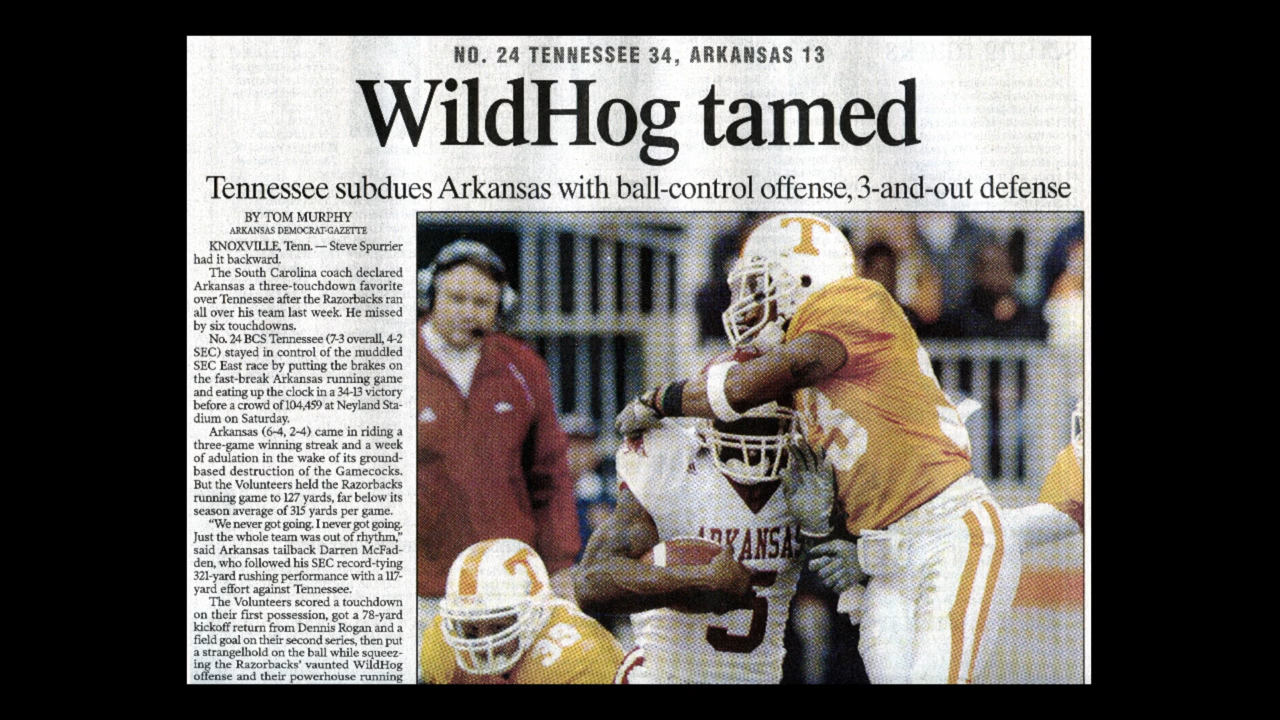 NO. 24 TENNESSEE 34, ARKANSAS 13
WildHog tamed
Tennessee subdues Arkansas with ball-control offense, 3-and-out defense
BY TOM MURPHY
ARKANSAS DEMOCRAT-GAZETTE
KNOXVILLE, Tenn. — Steve Spurrier
had it backward.
The South Carolina coach declared
Arkansas a three-touchdown favorite
over Tennessee after the Razorbacks ran
all over his team last week. He missed
by six touchdowns.
No. 24 BCS Tennessee (7-3 overall, 4-2
SEC) stayed in control of the muddled
SEC East race by putting the brakes on
the fast-break Arkansas running game
and eating up the clock in a 34-13 victory
before a crowd of 104,459 at Neyland Sta-
dium on Saturday.
Arkansas (6-4, 2-4) came in riding a
three-game winning streak and a week
of adulation in the wake of its ground-
based destruction of the Gamecocks.
But the Volunteers held the Razorbacks
running game to 127 yards, far below its
season average of 315 yards per game.
“We never got going. I never got going.
Just the whole team was out of rhythm,”
said Arkansas tailback Darren McFad-
den, who followed his SEC record-tying
321-yard rushing performance with a 117-
yard effort against Tennessee.
The Volunteers scored a touchdown
on their first possession, got a 78-yard
kickoff return from Dennis Rogan and a
field goal on their second series, then put
a strangelhold on the ball while squeez-
ing the Razorbacks’ vaunted WildHog
offense and their powerhouse running
T
ARKANSAS
5
T